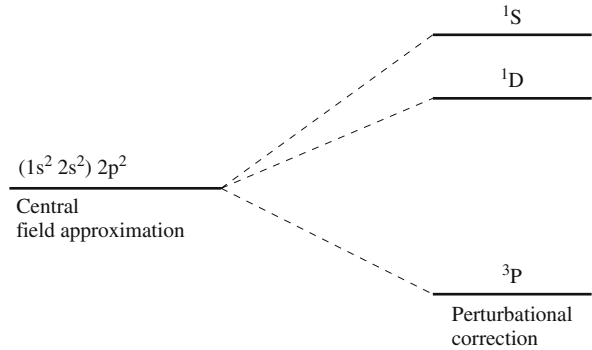 ¹S
¹D
(1s² 2s²) 2p²
Central
field approximation
³P
Perturbational
correction